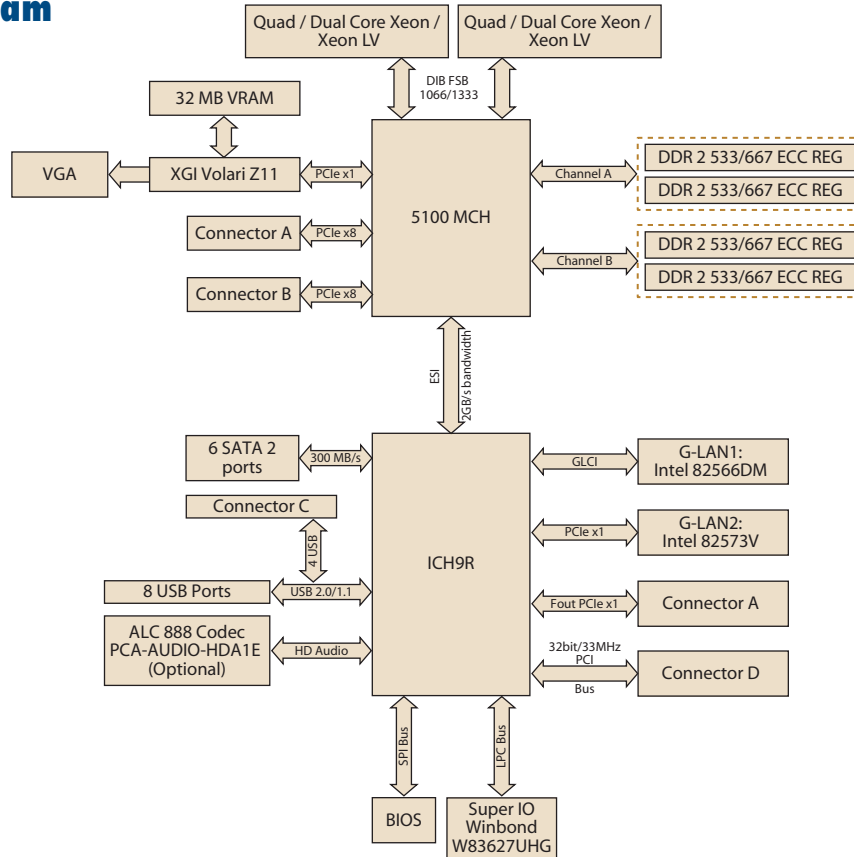 am
Quad / Dual Core Xeon /
Xeon LV
Quad / Dual Core Xeon /
Xeon LV
DIB FSB
1066/1333
32 MB VRAM
VGA
XGI Volari Z11
PCIe x1
5100 MCH
Connector A
PCIe x8
Connector B
PCIe x8
Channel A
DDR 2 533/667 ECC REG
DDR 2 533/667 ECC REG
Channel B
DDR 2 533/667 ECC REG
DDR 2 533/667 ECC REG
ESI
2GB/s bandwidth
6 SATA 2
ports
300 MB/s
Connector C
4 USB
8 USB Ports
USB 2.0/1.1
ALC 888 Codec
PCA-AUDIO-HDA1E
(Optional)
HD Audio
ICH9R
GLCI
G-LAN1:
Intel 82566DM
PCIe x1
G-LAN2:
Intel 82573V
Fout PCIe x1
Connector A
32bit/33MHz
PCI
Bus
Connector D
SPI Bus
LPC Bus
BIOS
Super IO
Winbond
W83627UHG